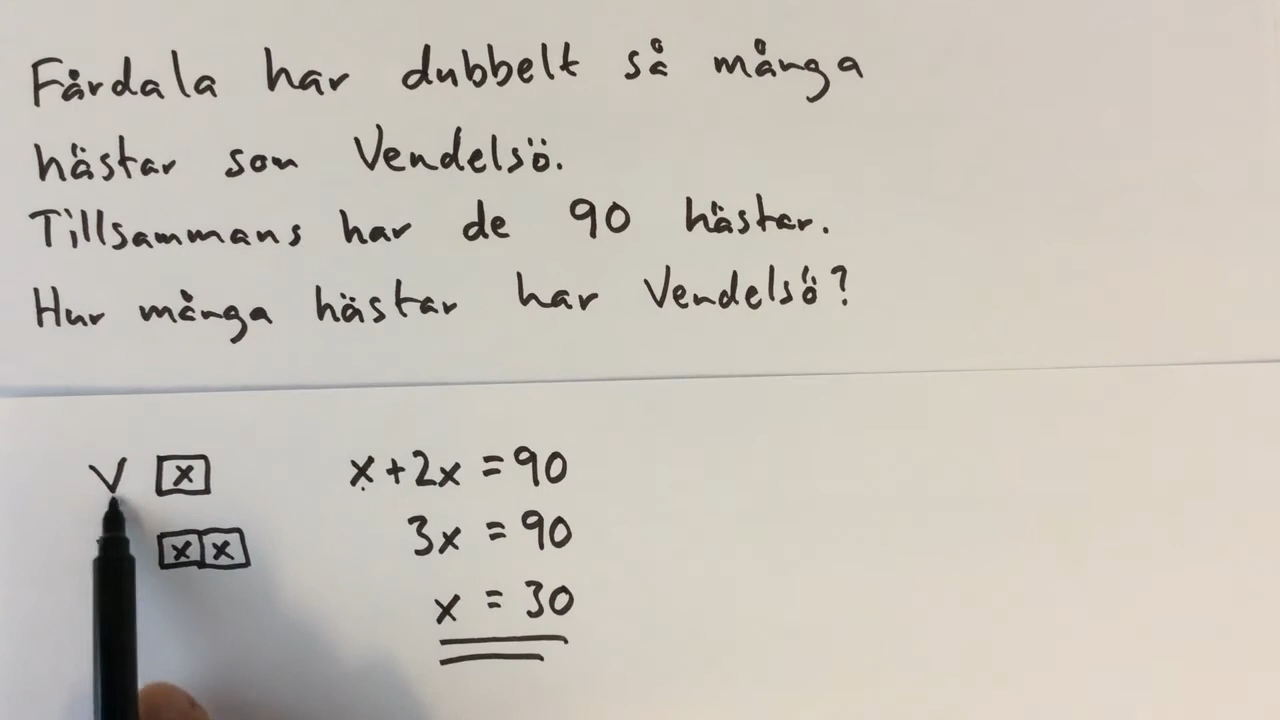 Fårdala har dubbelt så många
hästar som Vendelsö.
Tillsammans har de 90 hästar.
Hur många hästar har Vendelsö?
V x x+2x = 90
x x 3x = 90
x = 30